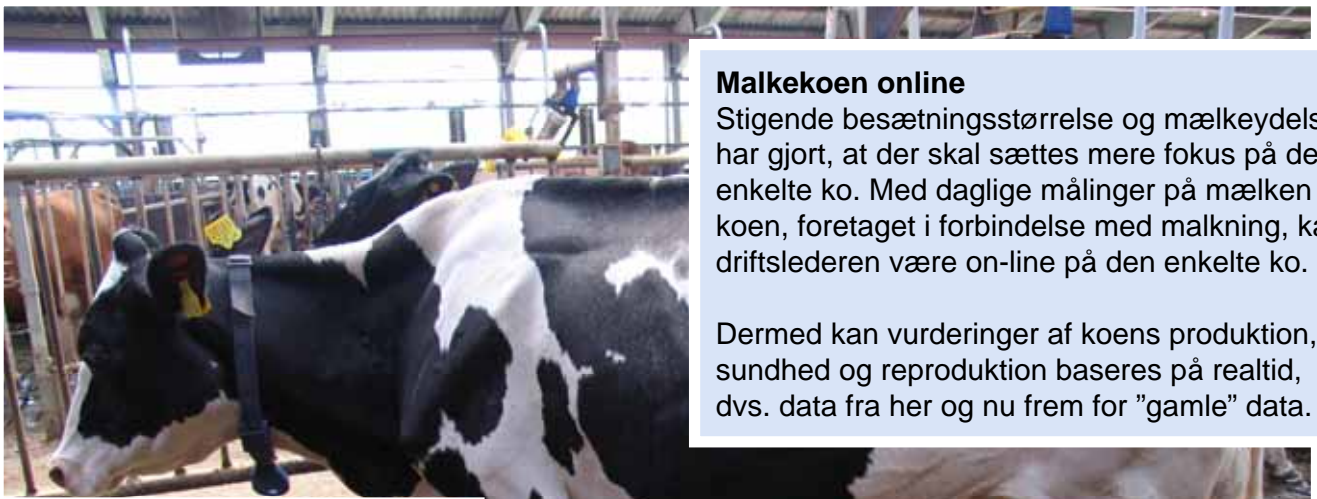 Malkekoen online
Stigende besætningsstørrelse og mælkeydels
har gjort, at der skal sættes mere fokus på de
enkelte ko. Med daglige målinger på mælken
koen, foretaget i forbindelse med malkning, ka
driftslederen være on-line på den enkelte ko.
Dermed kan vurderinger af koens produktion,
sundhed og reproduktion baseres på realtid,
dvs. data fra her og nu frem for ”gamle” data.